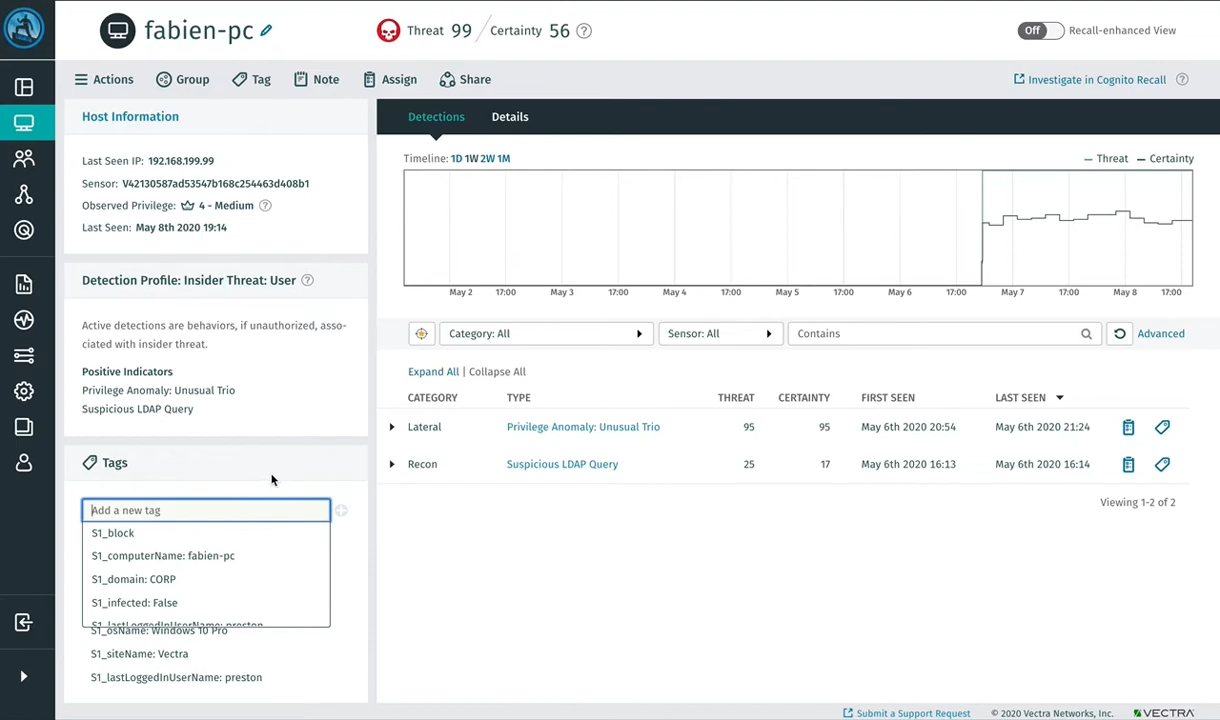 fabien-pc
Threat 99 Certainty 56
Off Recall-enhanced View
Actions Group Tag Note Assign Share
Investigate in Cognito Recall
Host Information
Last Seen IP: 192.168.199.99
Sensor: V42130587ad53547b168c254463d408b1
Observed Privilege: 4 - Medium
Last Seen: May 8th 2020 19:14
Detection Profile: Insider Threat: User
Active detections are behaviors, if unauthorized, asso-
ciated with insider threat.
Positive Indicators
Privilege Anomaly: Unusual Trio
Suspicious LDAP Query
Tags
Add a new tag
S1_block
S1_computerName: fabien-pc
S1_domain: CORP
S1_infected: False
S1_lastLoggedInUserName: preston
S1_osName: Windows 10 Pro
S1_siteName: Vectra
S1_lastLoggedInUserName: preston
Detections Details
Timeline: 1D 1W 2W 1M
Threat Certainty
May 2 17:00 May 3 17:00 May 4 17:00 May 5 17:00 May 6 17:00 May 7 17:00 May 8 17:00
Category: All Sensor: All Contains Advanced
Expand All | Collapse All
CATEGORY TYPE THREAT CERTAINTY FIRST SEEN LAST SEEN
Lateral Privilege Anomaly: Unusual Trio 95 95 May 6th 2020 20:54 May 6th 2020 21:24
Recon Suspicious LDAP Query 25 17 May 6th 2020 16:13 May 6th 2020 16:14
Viewing 1-2 of 2
Submit a Support Request © 2020 Vectra Networks, Inc. VECTRA